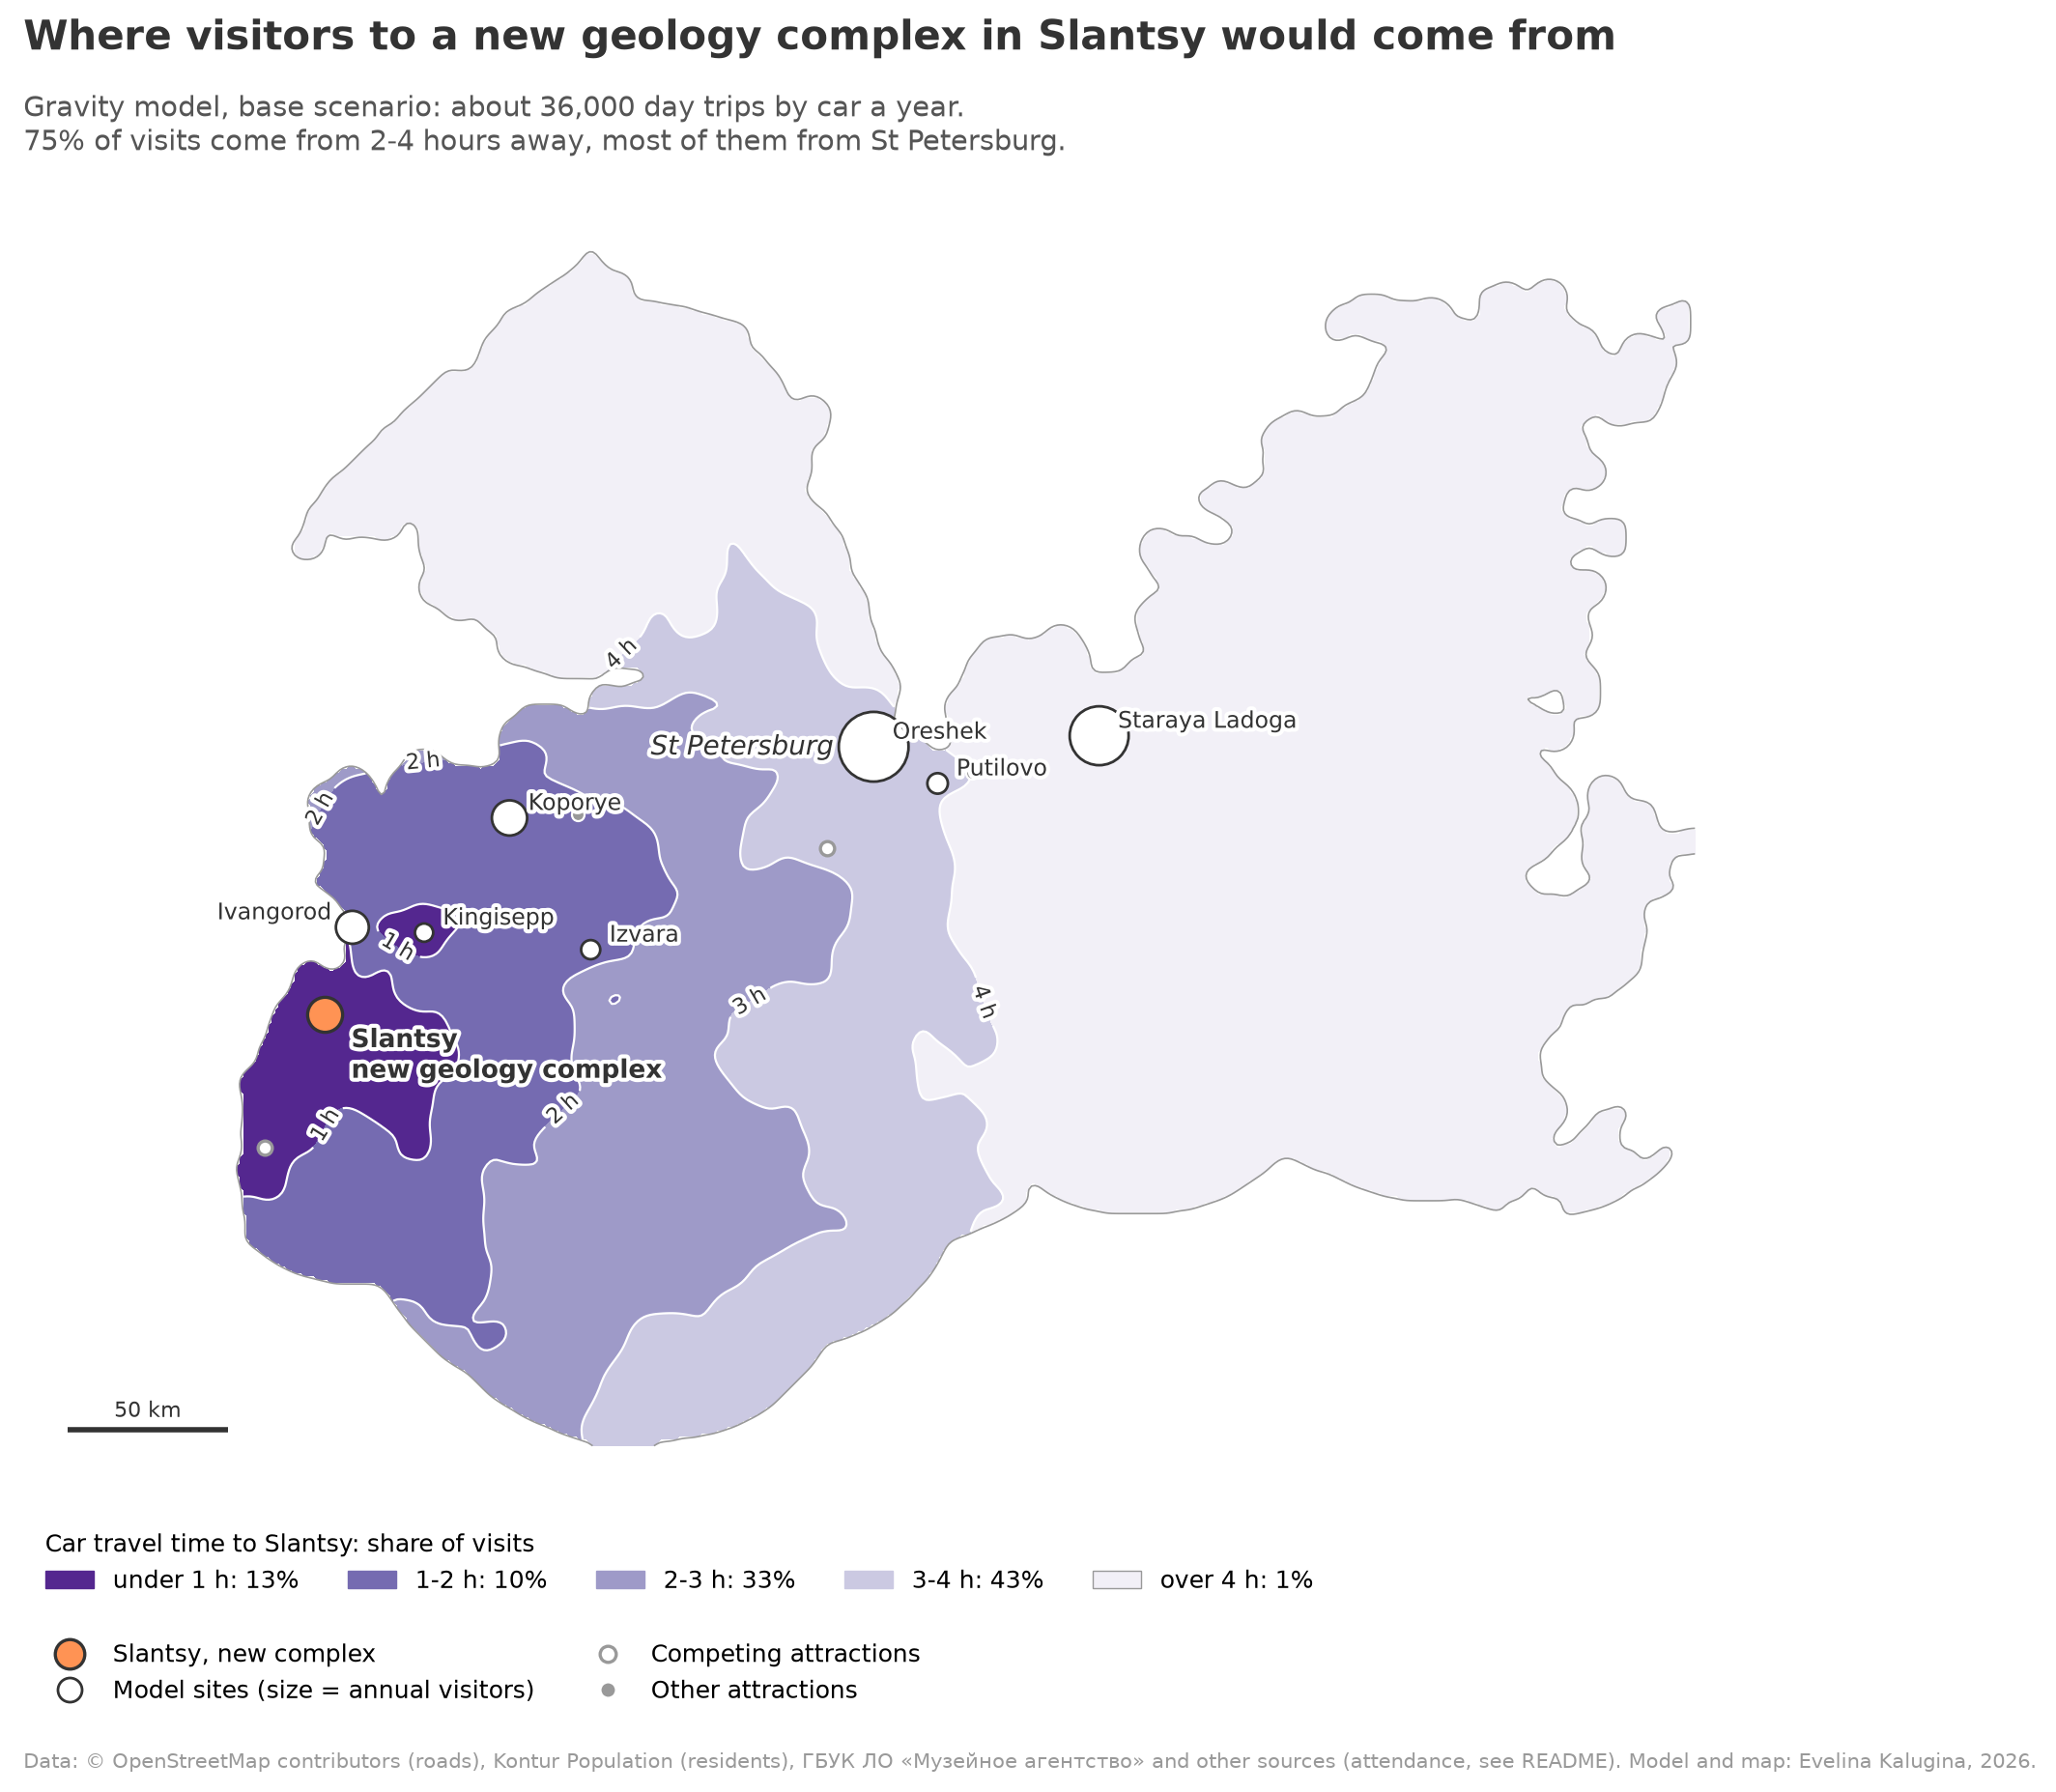 Where visitors to a new geology complex in Slantsy would come from
Gravity model, base scenario: about 36,000 day trips by car a year.
75% of visits come from 2-4 hours away, most of them from St Petersburg.
4 h
Oreshek
Staraya Ladoga
St Petersburg
2 h
Putilovo
2 h
Koporye
Ivangorod
Kingisepp
1 h
Izvara
3 h
4 h
Slantsy
new geology complex
2 h
1 h
50 km
Car travel time to Slantsy: share of visits
under 1 h: 13%
1-2 h: 10%
2-3 h: 33%
3-4 h: 43%
over 4 h: 1%
Slantsy, new complex
Competing attractions
Model sites (size = annual visitors)
Other attractions
Data: © OpenStreetMap contributors (roads), Kontur Population (residents), ГБУК ЛО «Музейное агентство» and other sources (attendance, see README). Model and map: Evelina Kalugina, 2026.